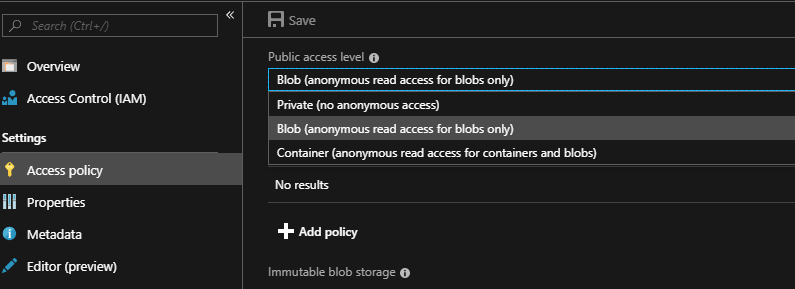 Search (Ctrl+/)
«
Overview
Access Control (IAM)
Settings
Access policy
Properties
Metadata
Editor (preview)
Save
Public access level
Blob (anonymous read access for blobs only)
Private (no anonymous access)
Blob (anonymous read access for blobs only)
Container (anonymous read access for containers and blobs)
No results
Add policy
Immutable blob storage